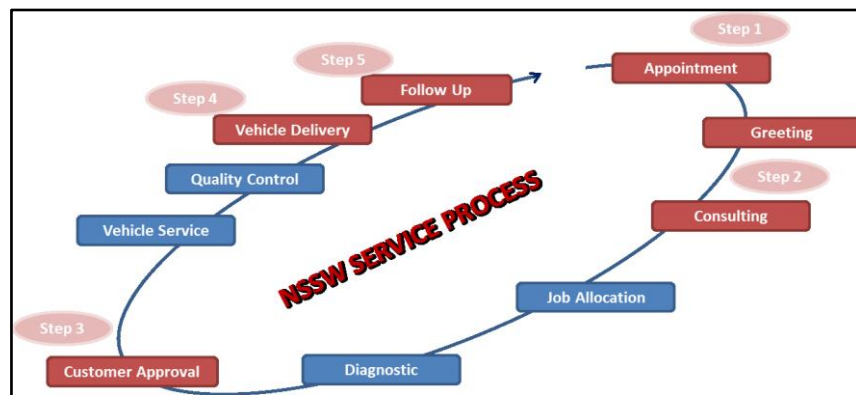 Step 1
Appointment
Greeting
Step 2
Consulting
Job Allocation
Diagnostic
Step 3
Customer Approval
Vehicle Service
Quality Control
Step 4
Vehicle Delivery
Step 5
Follow Up
NSSW SERVICE PROCESS